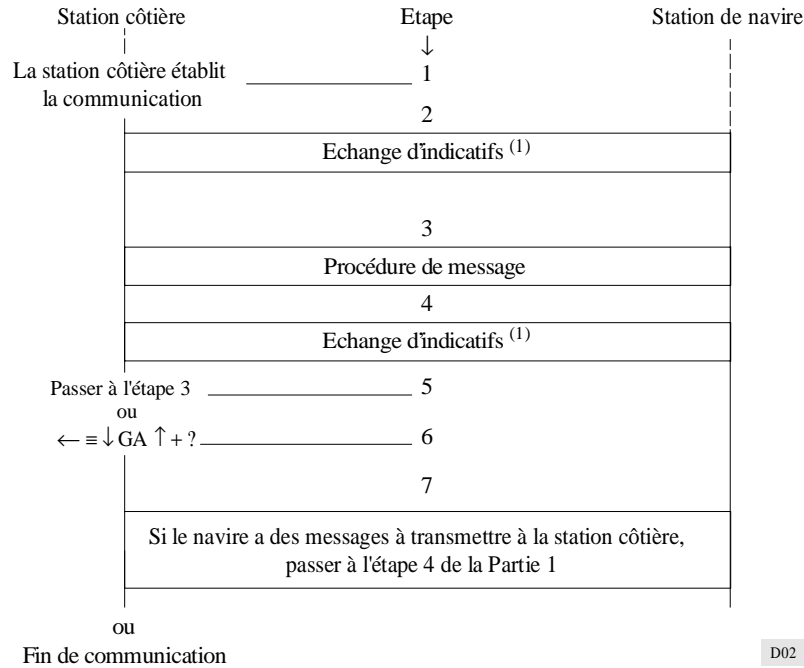 Station côtière Etape Station de navire
↓
La station côtière établit 1
la communication
2
Echange d'indicatifs (1)
3
Procédure de message
4
Echange d'indicatifs (1)
Passer à l'étape 3 5
ou
← ≡ ↓ GA ↑ + ? 6
7
Si le navire a des messages à transmettre à la station côtière,
passer à l'étape 4 de la Partie 1
ou
Fin de communication
D02